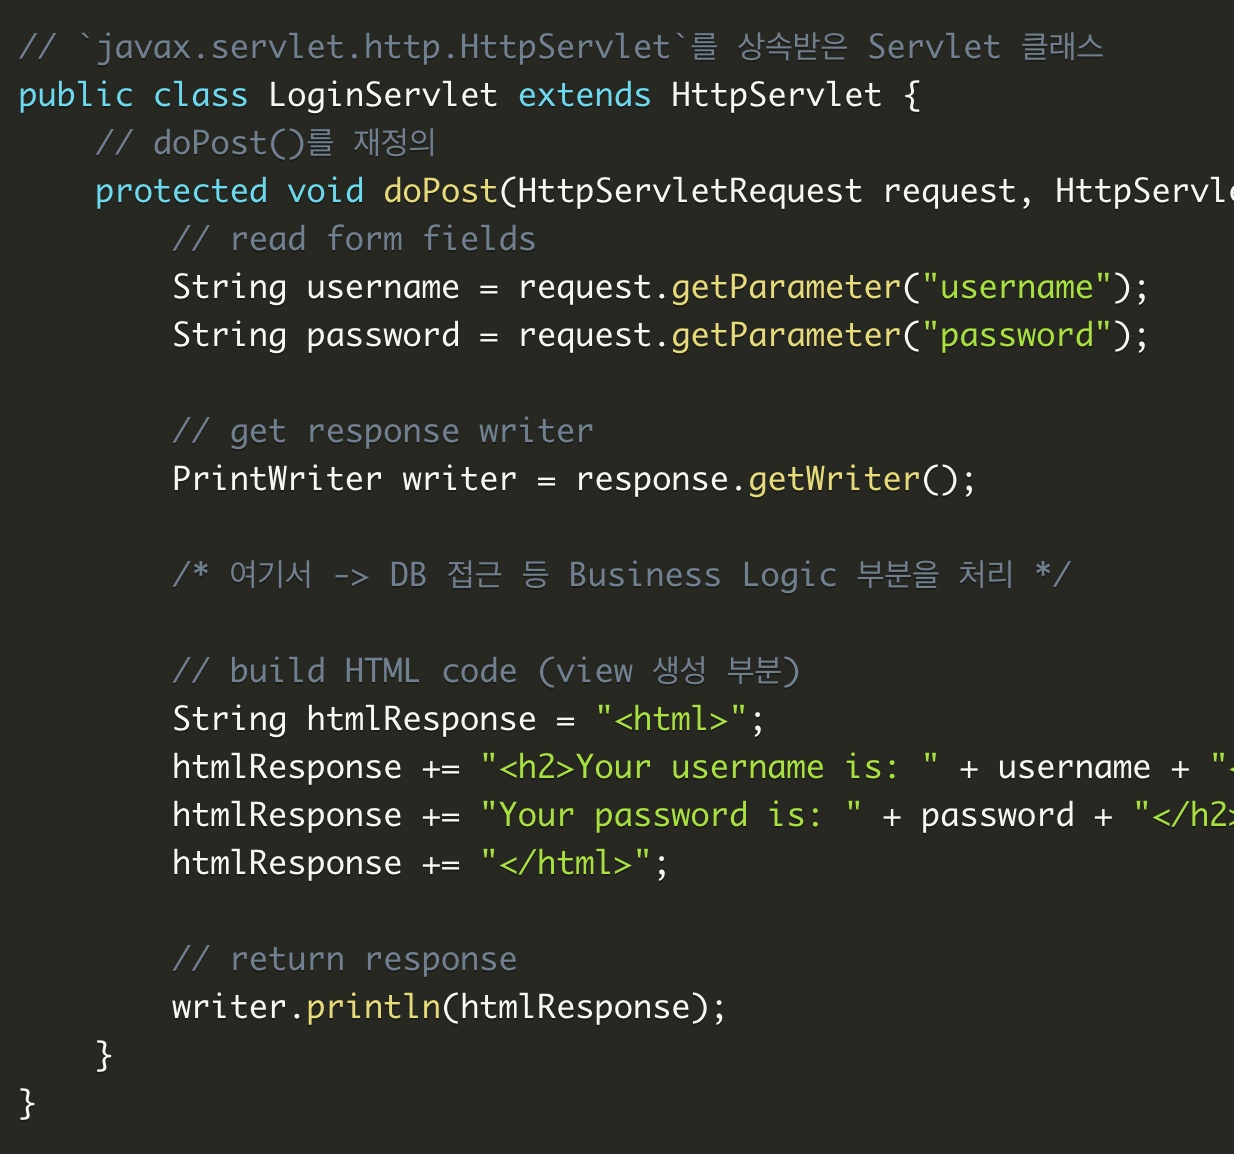 // `javax.servlet.http.HttpServlet`를 상속받은 Servlet 클래스
public class LoginServlet extends HttpServlet {
    // doPost()를 재정의
    protected void doPost(HttpServletRequest request,
        // read form fields
        String username = request.getParameter("username");
        String password = request.getParameter("password");

        // get response writer
        PrintWriter writer = response.getWriter();

        /* 여기서 -> DB 접근 등 Business Logic 부분을 처리 */

        // build HTML code (view 생성 부분)
        String htmlResponse = "<html>";
        htmlResponse += "<h2>Your username is: " + username + "<
        htmlResponse += "Your password is: " + password + "</h2>
        htmlResponse += "</html>";

        // return response
        writer.println(htmlResponse);
    }
}